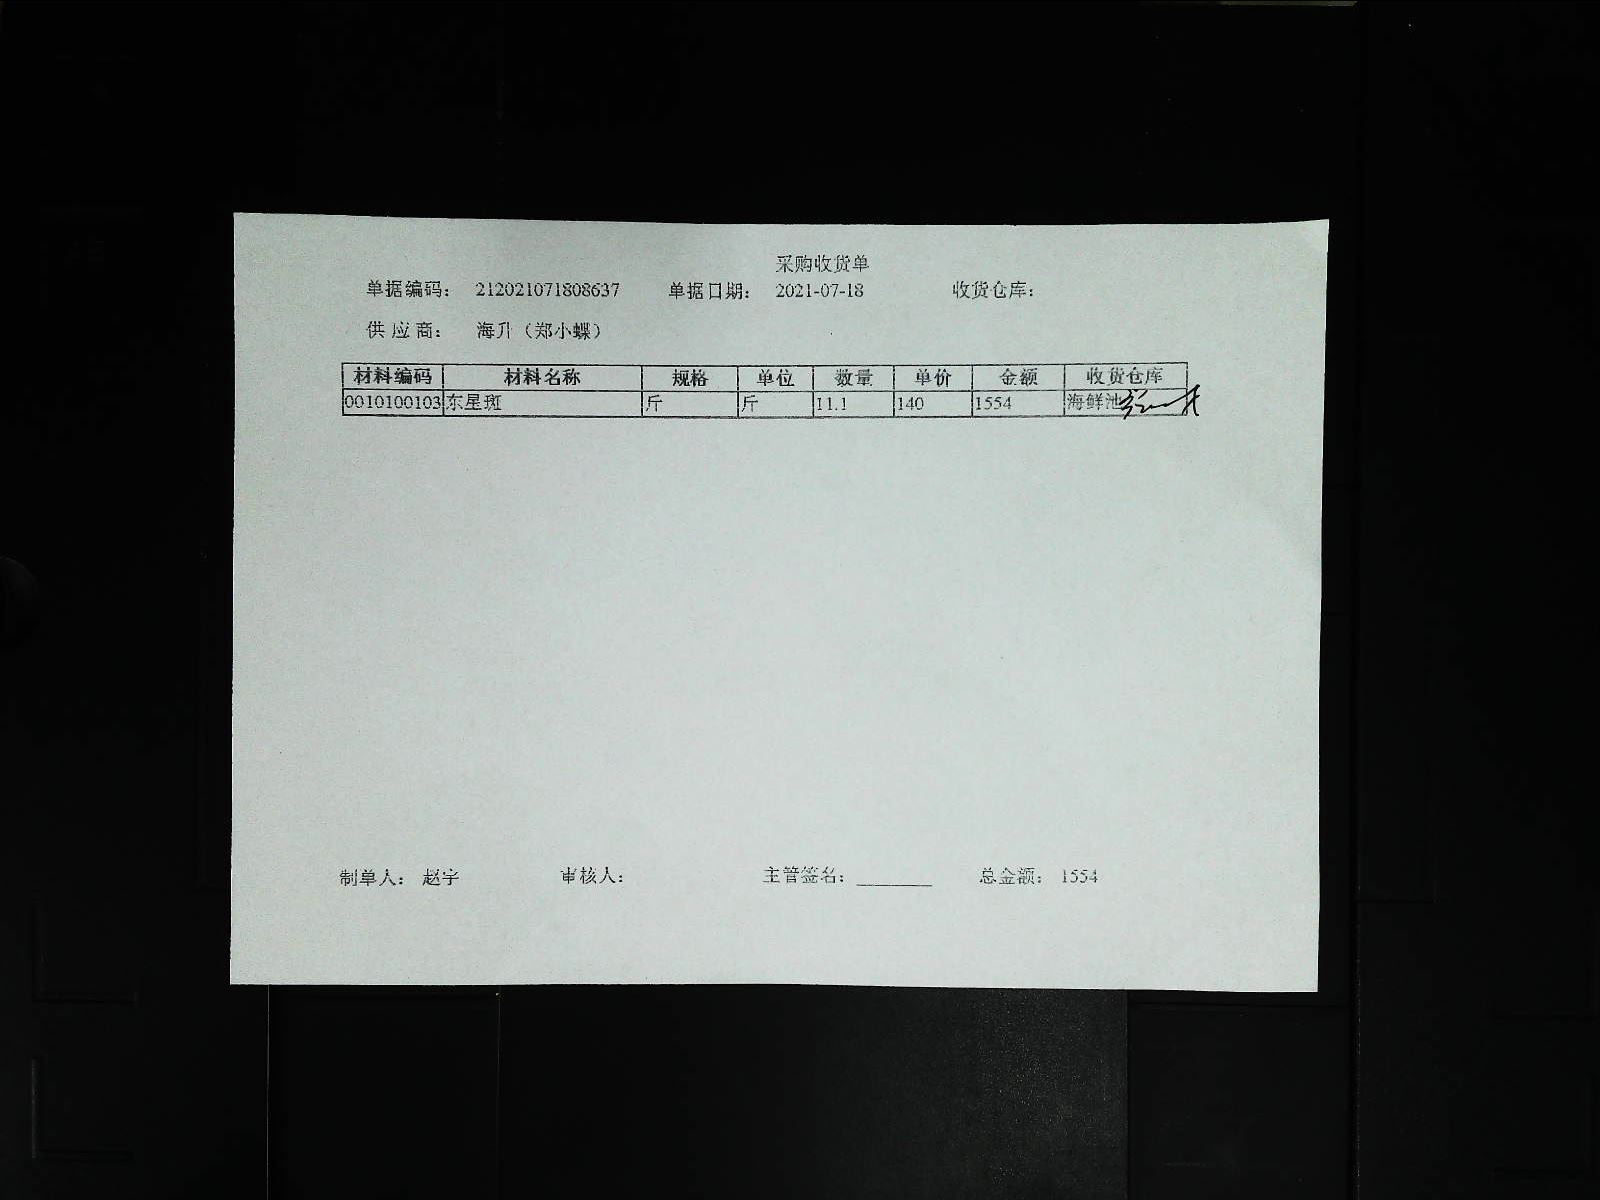 采购收货单
单据编码： 212021071808637 单据日期： 2021-07-18 收货仓库：
供 应 商： 海升（郑小蝶）
材料编码 材料名称 规格 单位 数量 单价 金额 收货仓库
0010100103 东星斑 斤 斤 11.1 140 1554 海鲜池
制单人： 赵宇 审核人： 主管签名： ________ 总金额： 1554